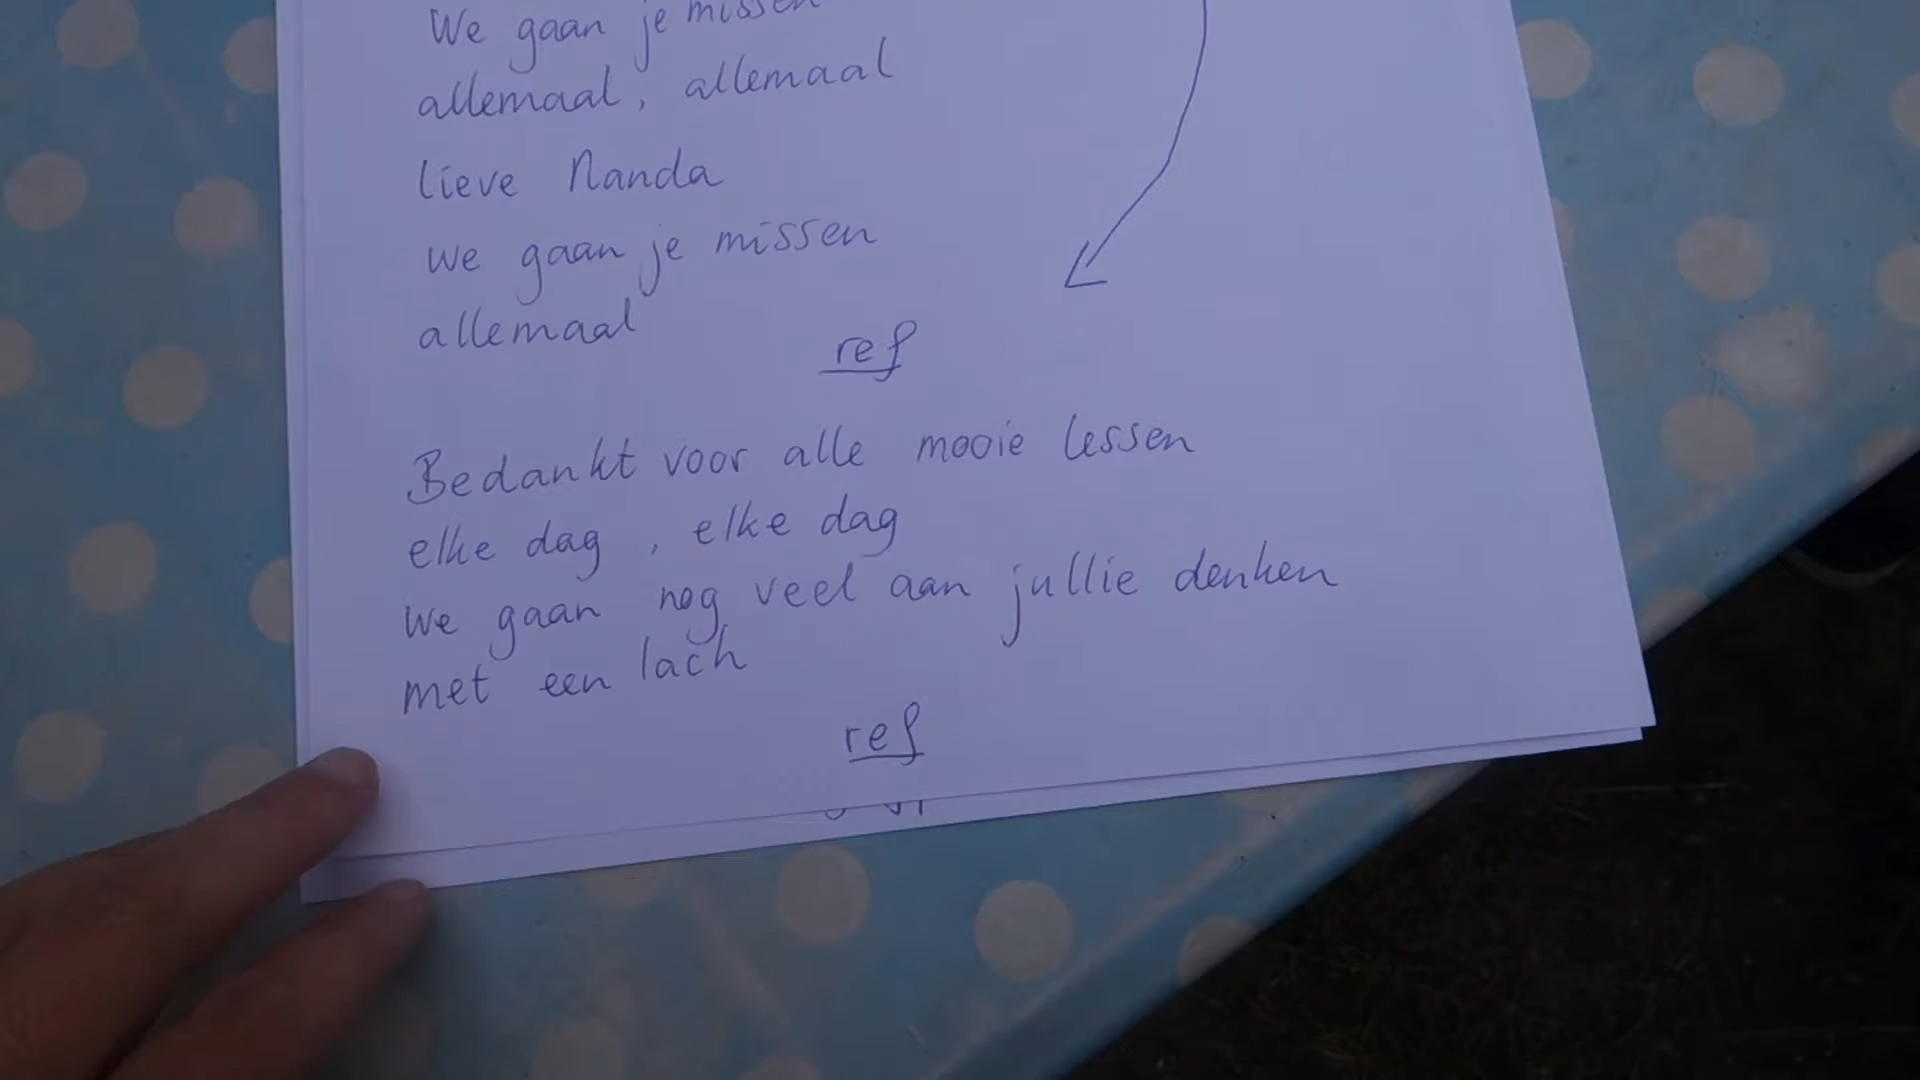 We gaan je missen
allemaal, allemaal
lieve Nanda
we gaan je missen
allemaal
ref
Bedankt voor alle mooie lessen
elke dag, elke dag
We gaan nog veel aan jullie denken
met een lach
ref